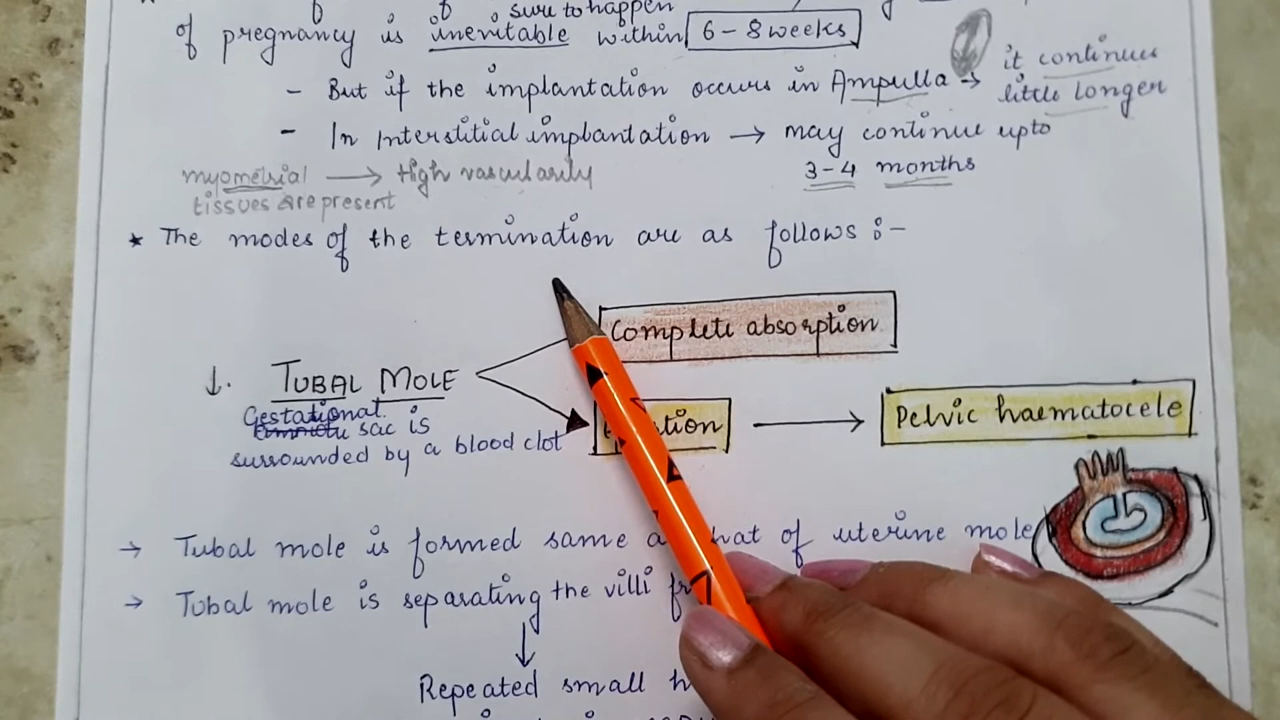 sure to happen
of pregnancy is inevitable within 6-8 weeks
- But if the implantation occurs in Ampulla → it continues little longer
- In Interstitial implantation → may continue upto
3-4 months
myometrial → High vascularity
tissues are present
* The modes of the termination are as follows :-
Complete absorption
1. TUBAL MOLE
Gestational
sac is
surrounded by a blood clot
→ Pelvic haematocele
→ Tubal mole is formed same hat of uterine mole
→ Tubal mole is separating the villi
Repeated small